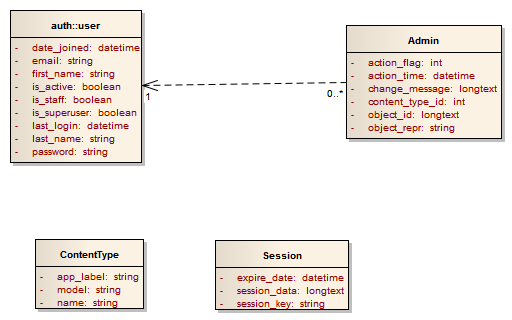 auth::user
- date_joined: datetime
- email: string
- first_name: string
- is_active: boolean
- is_staff: boolean
- is_superuser: boolean
- last_login: datetime
- last_name: string
- password: string
1
0..*
Admin
- action_flag: int
- action_time: datetime
- change_message: longtext
- content_type_id: int
- object_id: longtext
- object_repr: string
ContentType
- app_label: string
- model: string
- name: string
Session
- expire_date: datetime
- session_data: longtext
- session_key: string